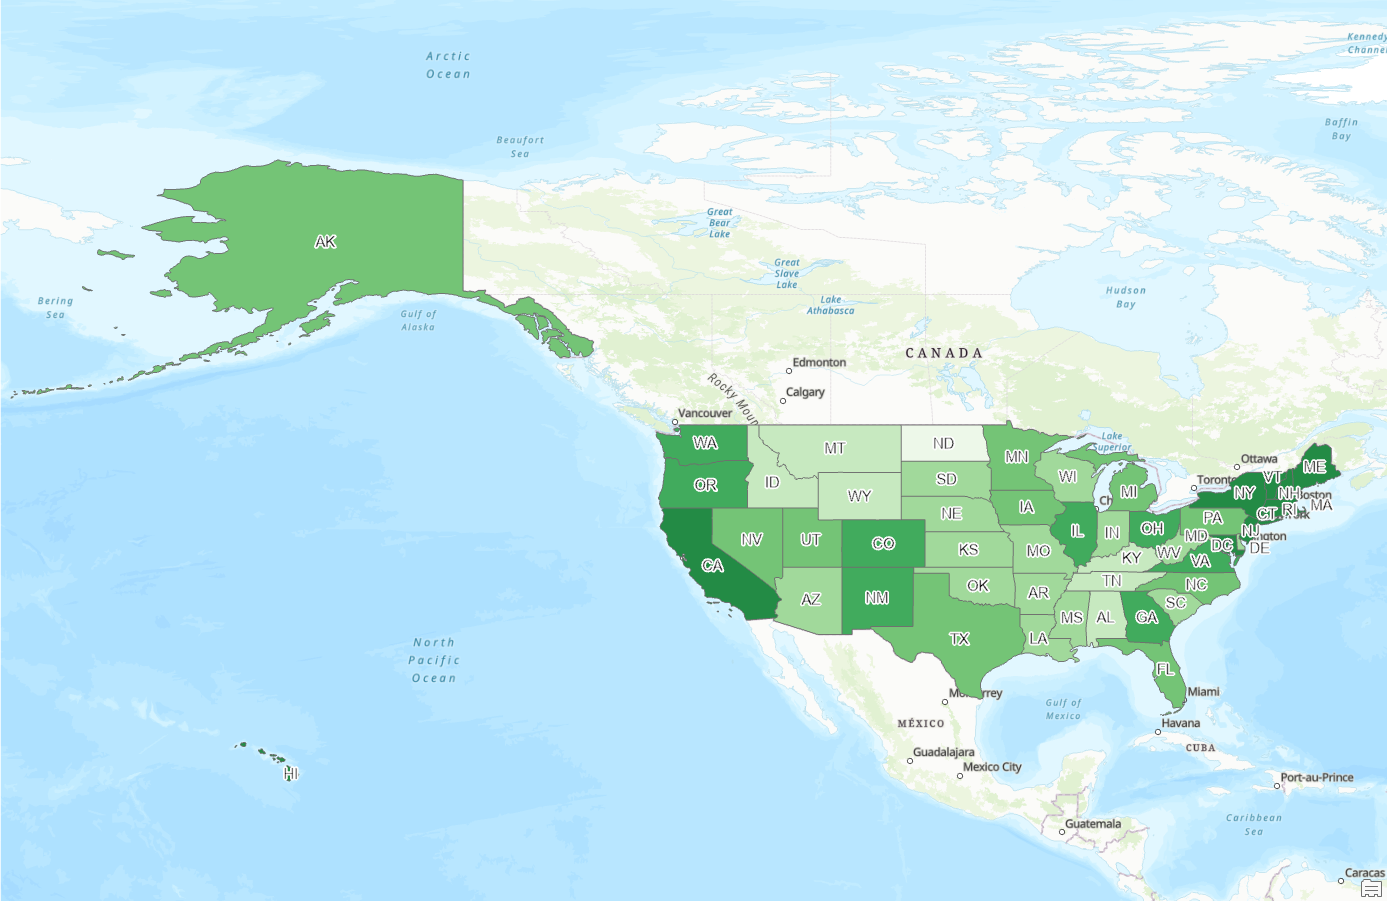 Arctic
Ocean
Kennedy
Channel
Baffin
Bay
Beaufort
Sea
Great
Bear
Lake
AK
Great
Slave
Lake
Bering
Sea
Gulf of
Alaska
Lake
Athabasca
Hudson
Bay
CANADA
Edmonton
Rocky Moun
Calgary
Vancouver
Lake
Superior
WA
MT
ND
MN
Ottawa
VT
ME
WI
Toronto
OR
ID
SD
MI
NY
NH
Boston
WY
Ch
MA
IA
NE
CT
RI
ork
PA
NV
UT
CO
KS
IL
IN
OH
NJ
MD
ngton
DC
DE
MO
WV
VA
KY
CA
OK
TN
NC
AZ
NM
AR
SC
MS
AL
GA
TX
LA
FL
North
Pacific
Ocean
Monterrey
Miami
Gulf of
Mexico
MÉXICO
Havana
CUBA
Guadalajara
Mexico City
HI
Port-au-Prince
Guatemala
Caribbean
Sea
Caracas